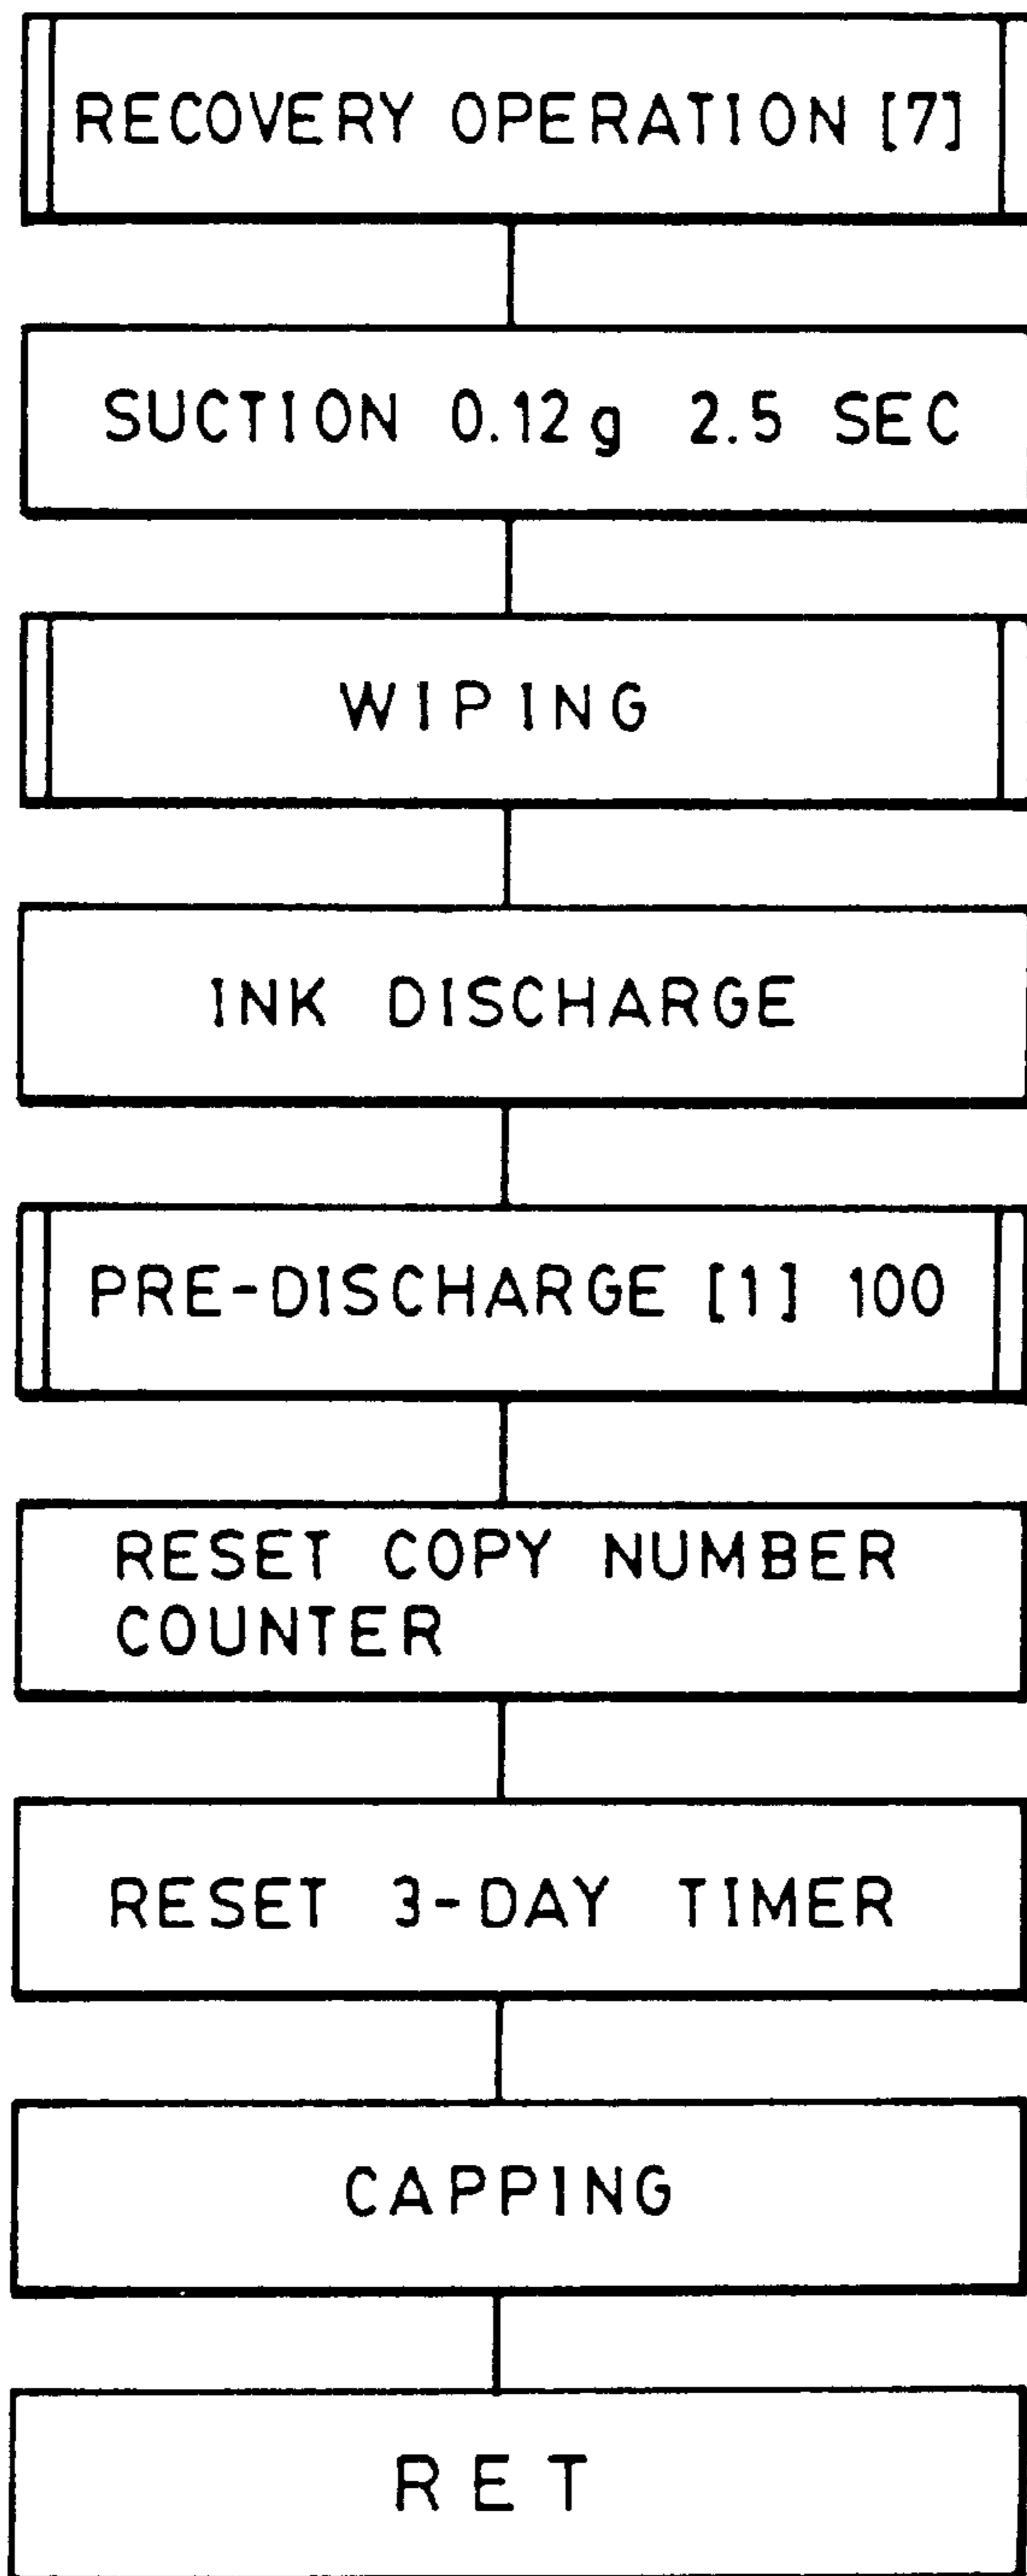 RECOVERY OPERATION [7]
SUCTION 0.12g 2.5 SEC
WIPING
INK DISCHARGE
PRE-DISCHARGE [1] 100
RESET COPY NUMBER
COUNTER
RESET 3-DAY TIMER
CAPPING
RET